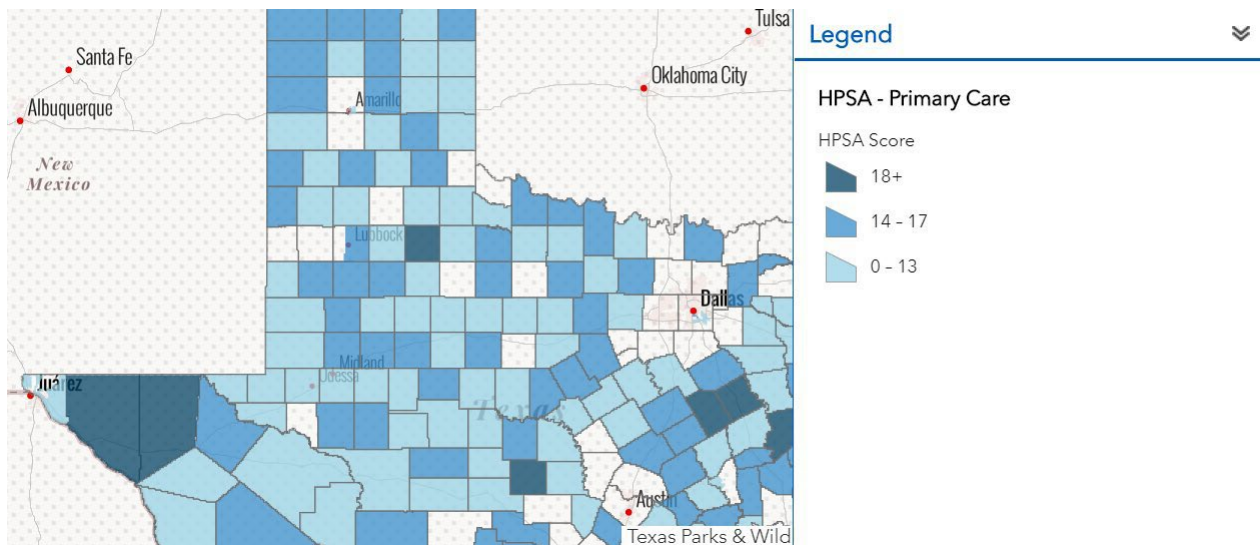 Tulsa
Santa Fe
Oklahoma City
Albuquerque
Amarillo
New
Mexico
Lubbock
Dallas
Midland
Odessa
Juárez
Texas
Austin
Texas Parks & Wild
Legend
HPSA - Primary Care
HPSA Score
18+
14 - 17
0 - 13